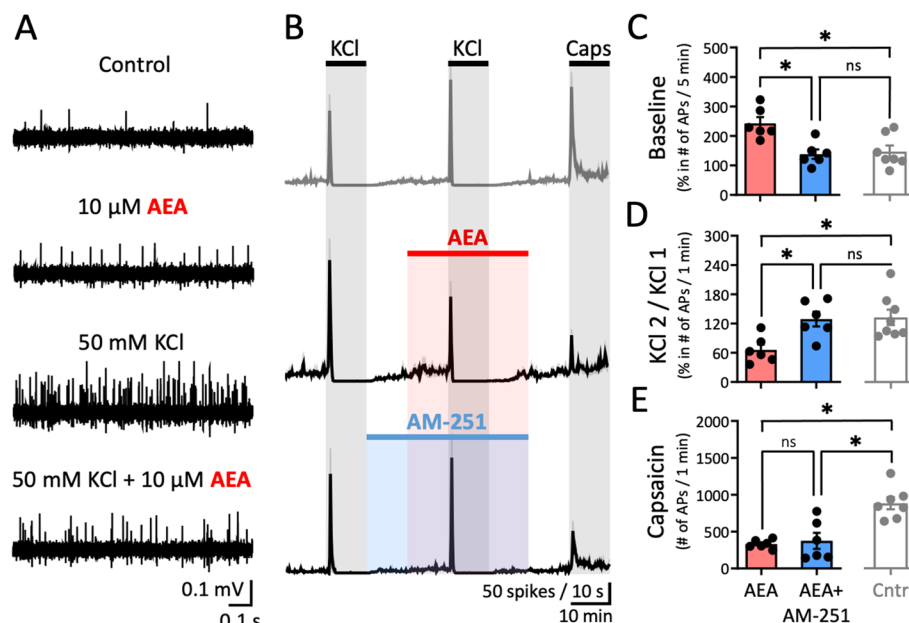 A
Control
10 μM AEA
50 mM KCl
50 mM KCl + 10 μM AEA
0.1 mV
0.1 s
B
KCl
KCl
Caps
AEA
AM-251
50 spikes / 10 s
10 min
C
Baseline
(% in # of APs / 5 min)
500
400
300
200
100
0
*
*
ns
D
KCl 2 / KCl 1
(% in # of APs / 1 min)
300
240
180
120
60
0
*
*
ns
E
Capsaicin
(# of APs / 1 min)
2000
1500
1000
500
0
*
ns
*
AEA
AEA+
AM-251
Cntr